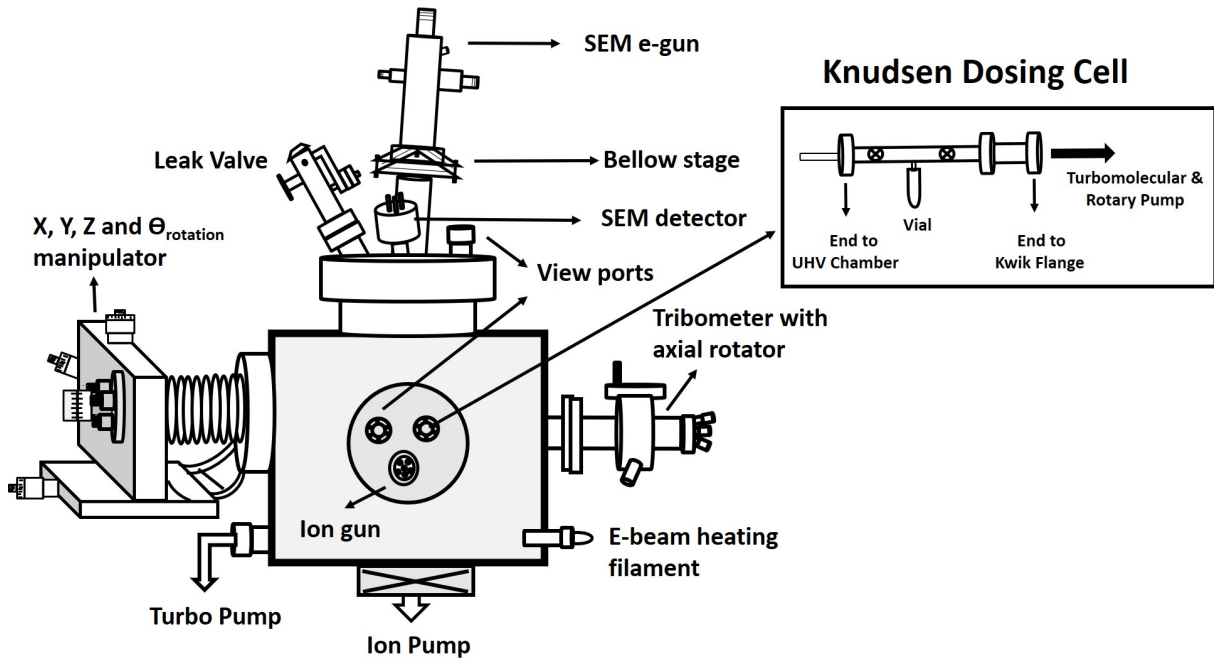 SEM e-gun
Knudsen Dosing Cell
Leak Valve
Bellow stage
SEM detector
X, Y, Z and Ɵrotation
manipulator
View ports
Vial
Turbomolecular &
Rotary Pump
End to
UHV Chamber
End to
Kwik Flange
Tribometer with
axial rotator
Ion gun
E-beam heating
filament
Turbo Pump
Ion Pump